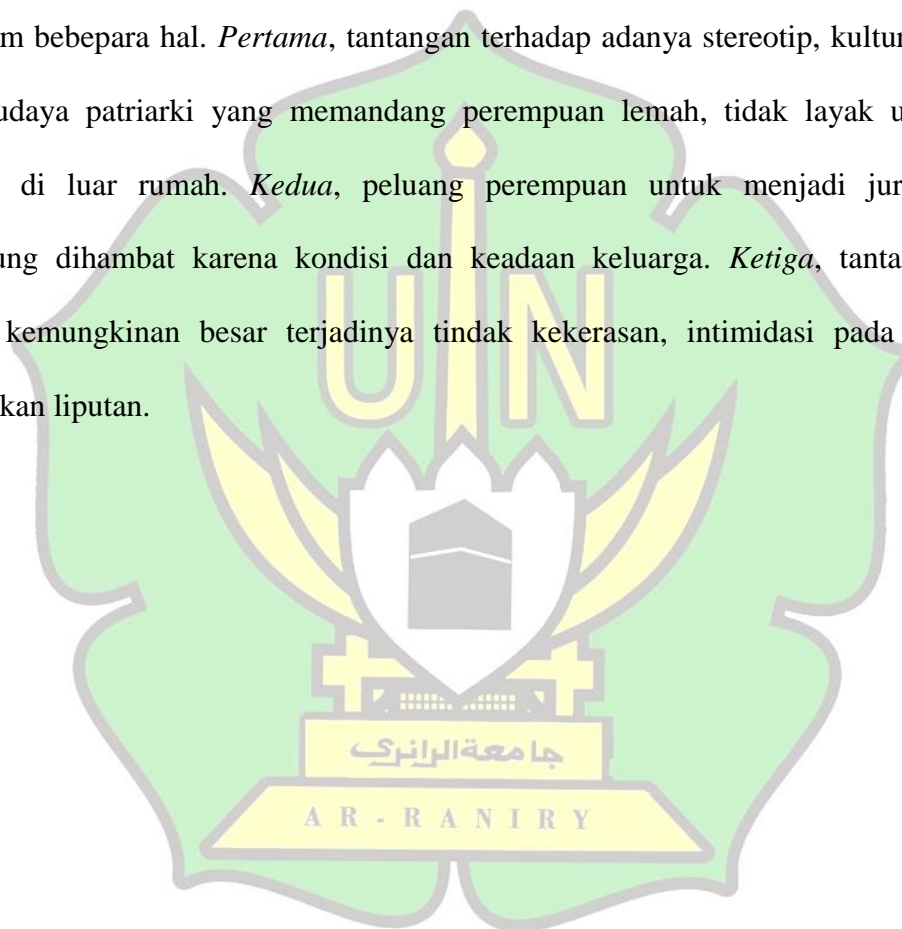 m bebepara hal. Pertama, tantangan terhadap adanya stereotip, kultur
udaya patriarki yang memandang perempuan lemah, tidak layak u
di luar rumah. Kedua, peluang perempuan untuk menjadi jur
ung dihambat karena kondisi dan keadaan keluarga. Ketiga, tanta
kemungkinan besar terjadinya tindak kekerasan, intimidasi pada
kan liputan.
UIN
جامعةالرانري
AR-RANIRY